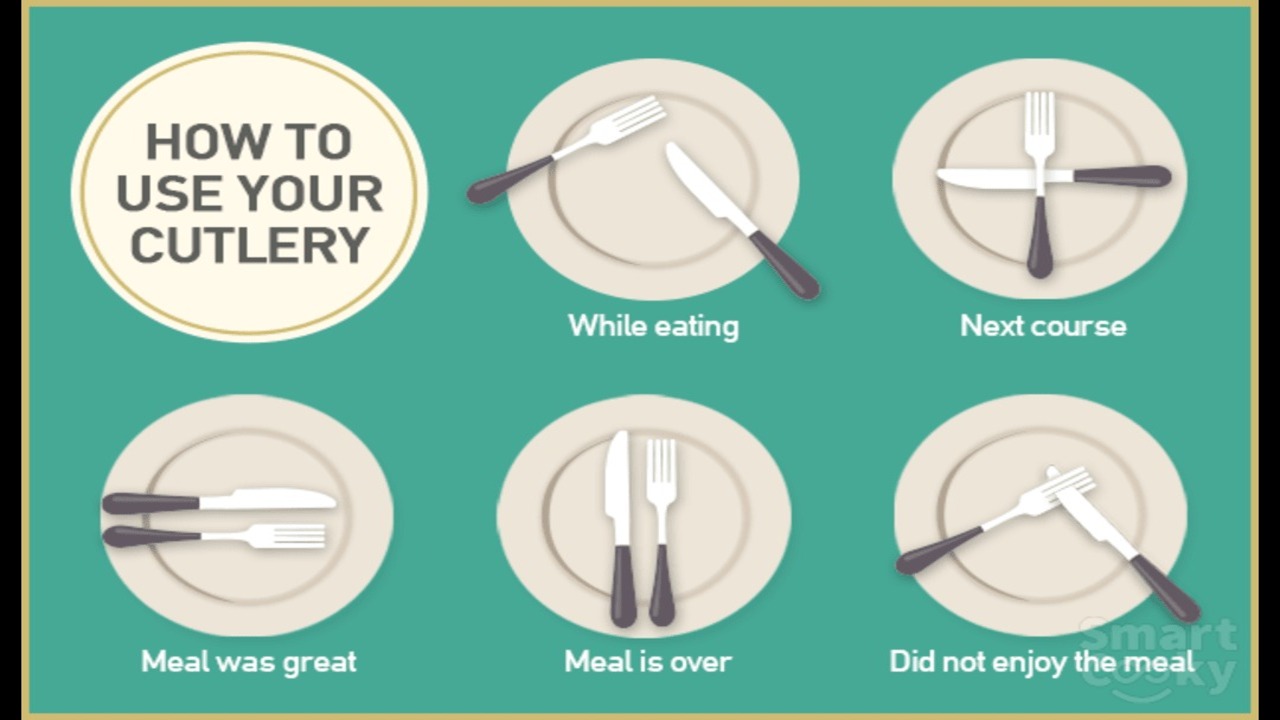 HOW TO
USE YOUR
CUTLERY
While eating
Next course
Meal was great
Meal is over
Did not enjoy the meal
Smart
Cooky